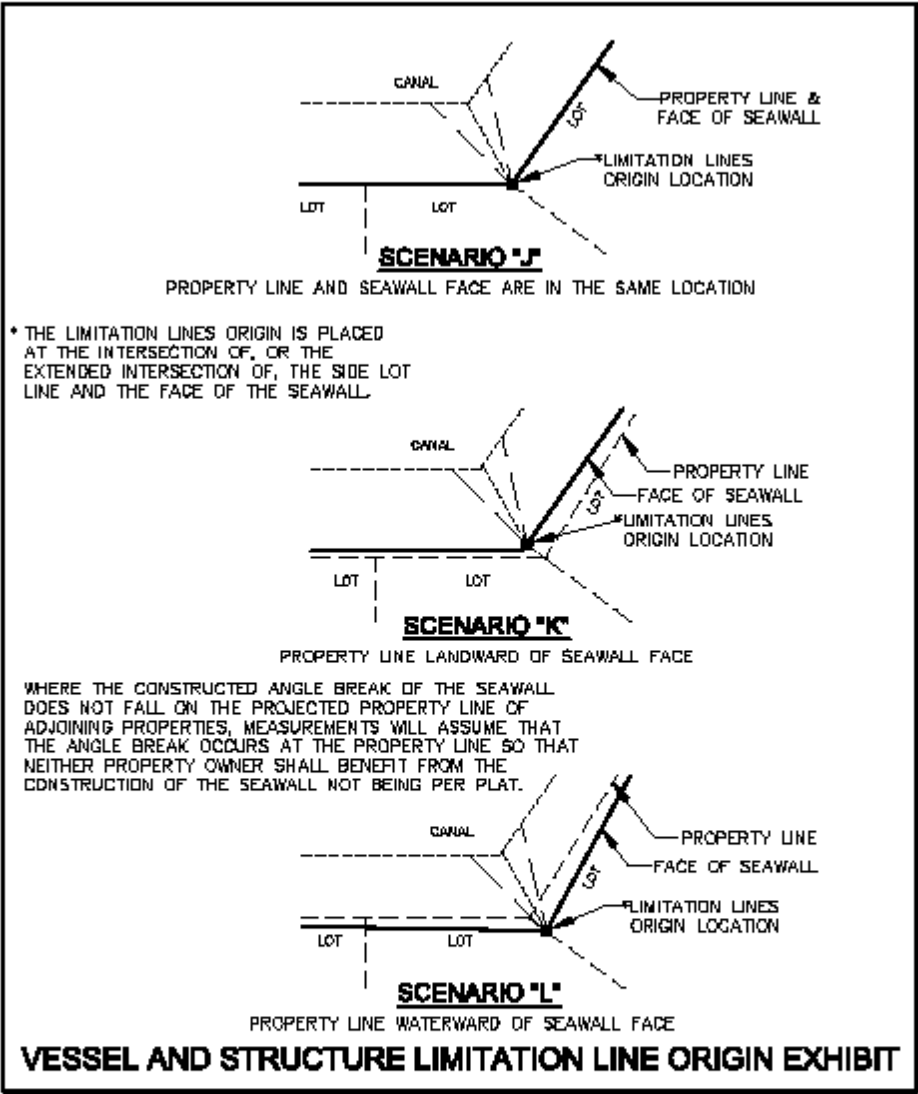 CANAL
PROPERTY LINE &
FACE OF SEAWALL
LOT
*LIMITATION LINES
ORIGIN LOCATION
LOT
LOT
SCENARIO "J"
PROPERTY LINE AND SEAWALL FACE ARE IN THE SAME LOCATION
* THE LIMITATION LINES ORIGIN IS PLACED
AT THE INTERSECTION OF, OR THE
EXTENDED INTERSECTION OF, THE SIDE LOT
LINE AND THE FACE OF THE SEAWALL.
CANAL
PROPERTY LINE
FACE OF SEAWALL
LOT
*LIMITATION LINES
ORIGIN LOCATION
LOT
LOT
SCENARIO "K"
PROPERTY LINE LANDWARD OF SEAWALL FACE
WHERE THE CONSTRUCTED ANGLE BREAK OF THE SEAWALL
DOES NOT FALL ON THE PROJECTED PROPERTY LINE OF
ADJOINING PROPERTIES, MEASUREMENTS WILL ASSUME THAT
THE ANGLE BREAK OCCURS AT THE PROPERTY LINE SO THAT
NEITHER PROPERTY OWNER SHALL BENEFIT FROM THE
CONSTRUCTION OF THE SEAWALL NOT BEING PER PLAT.
CANAL
PROPERTY LINE
FACE OF SEAWALL
LOT
*LIMITATION LINES
ORIGIN LOCATION
LOT
LOT
SCENARIO "L"
PROPERTY LINE WATERWARD OF SEAWALL FACE
VESSEL AND STRUCTURE LIMITATION LINE ORIGIN EXHIBIT